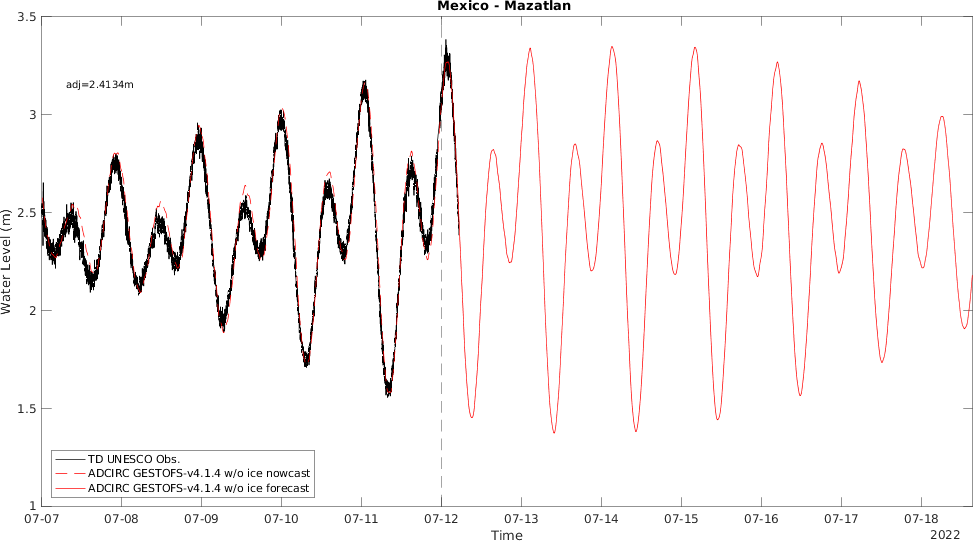 Mexico - Mazatlan
3.5
3
2.5
2
1.5
1
Water Level (m)
adj=2.4134m
TD UNESCO Obs.
ADCIRC GESTOFS-v4.1.4 w/o ice nowcast
ADCIRC GESTOFS-v4.1.4 w/o ice forecast
07-07 07-08 07-09 07-10 07-11 07-12 07-13 07-14 07-15 07-16 07-17 07-18
Time
2022